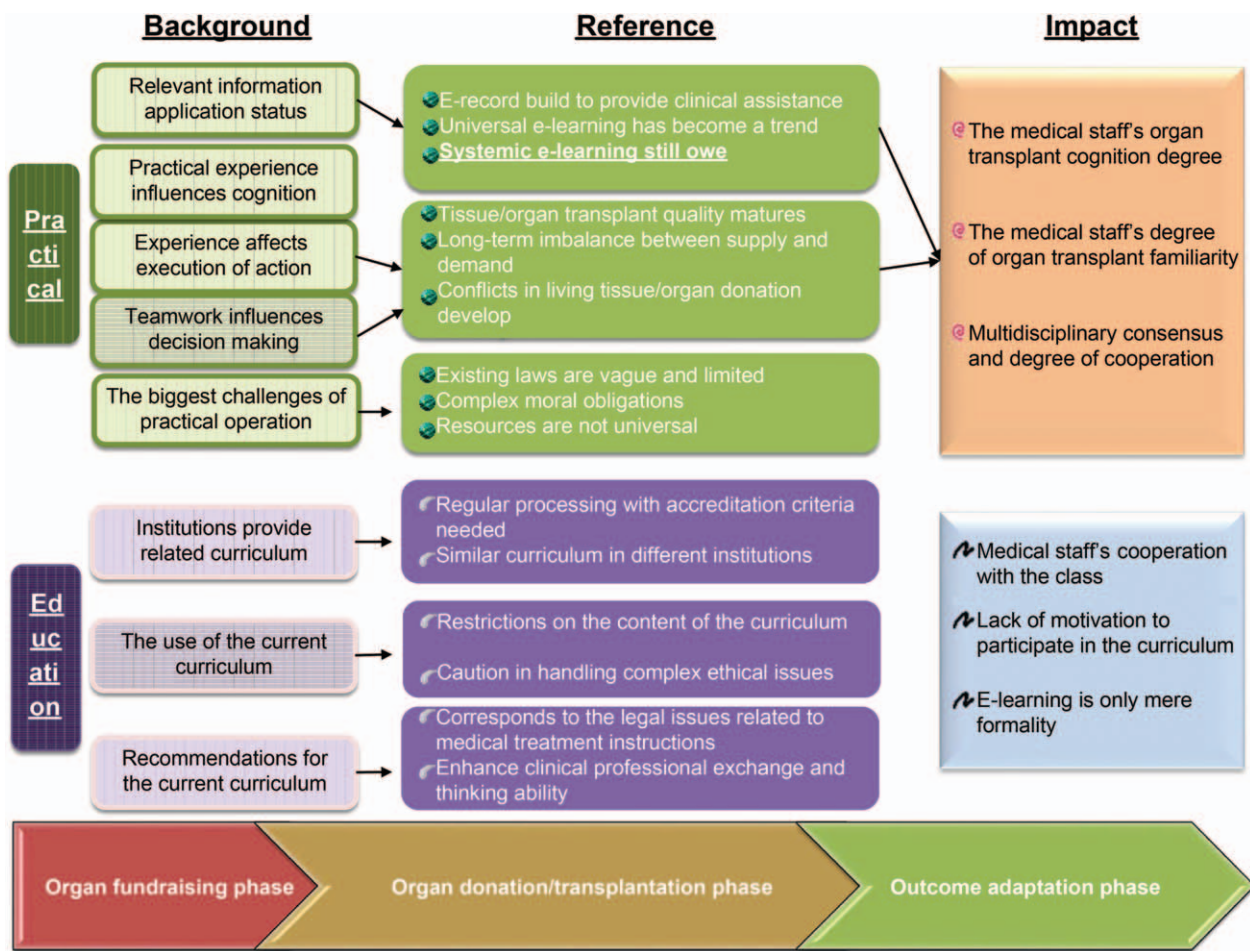 Background
Reference
Impact
Pra
cti
cal
Relevant information
application status
Practical experience
influences cognition
Experience affects
execution of action
Teamwork influences
decision making
The biggest challenges of
practical operation
E-record build to provide clinical assistance
Universal e-learning has become a trend
Systemic e-learning still owe
Tissue/organ transplant quality matures
Long-term imbalance between supply and
demand
Conflicts in living tissue/organ donation
develop
Existing laws are vague and limited
Complex moral obligations
Resources are not universal
The medical staff's organ
transplant cognition degree
The medical staff's degree
of organ transplant familiarity
Multidisciplinary consensus
and degree of cooperation
Ed
uc
ati
on
Institutions provide
related curriculum
The use of the current
curriculum
Recommendations for
the current curriculum
Regular processing with accreditation criteria
needed
Similar curriculum in different institutions
Restrictions on the content of the curriculum
Caution in handling complex ethical issues
Corresponds to the legal issues related to
medical treatment instructions
Enhance clinical professional exchange and
thinking ability
Medical staff's cooperation
with the class
Lack of motivation to
participate in the curriculum
E-learning is only mere
formality
Organ fundraising phase
Organ donation/transplantation phase
Outcome adaptation phase